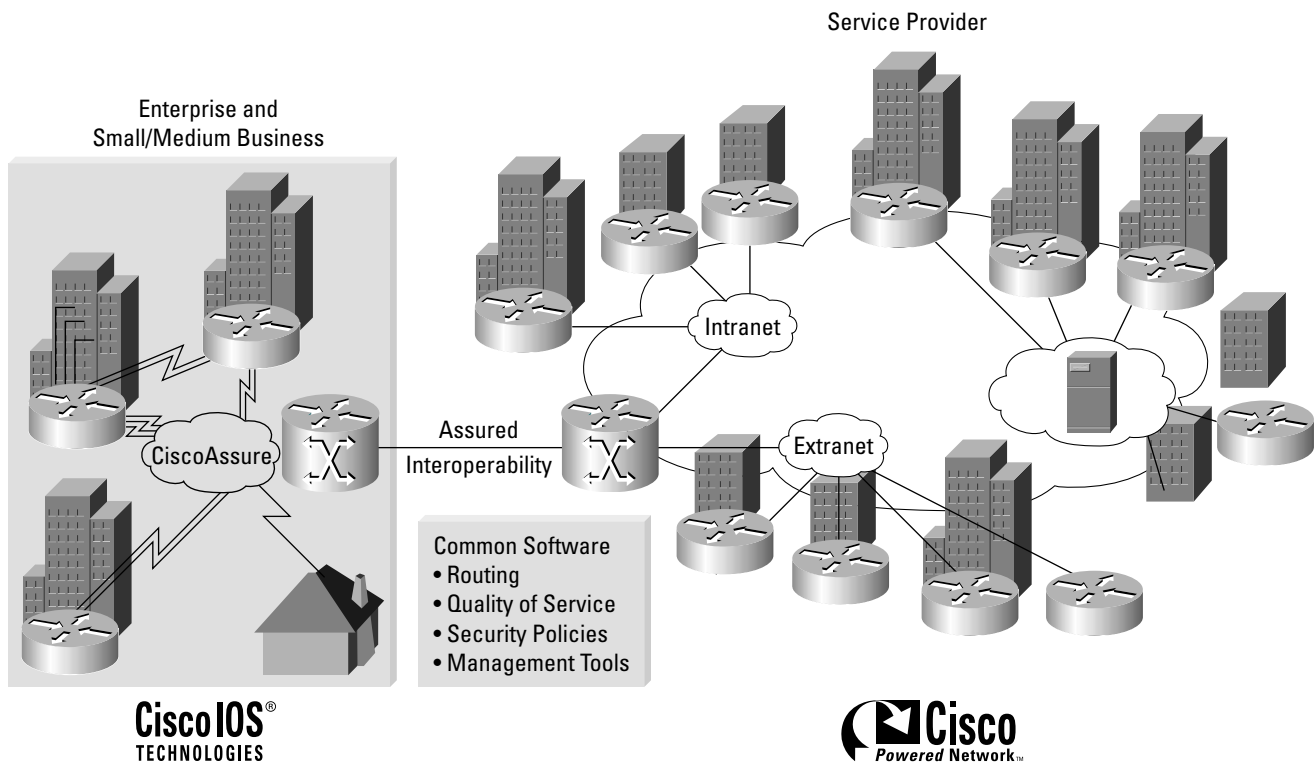 Service Provider
Enterprise and
Small/Medium Business
Intranet
CiscoAssure
Assured
Interoperability
Extranet
Common Software
• Routing
• Quality of Service
• Security Policies
• Management Tools
Cisco IOS®
TECHNOLOGIES
Cisco
Powered Network™